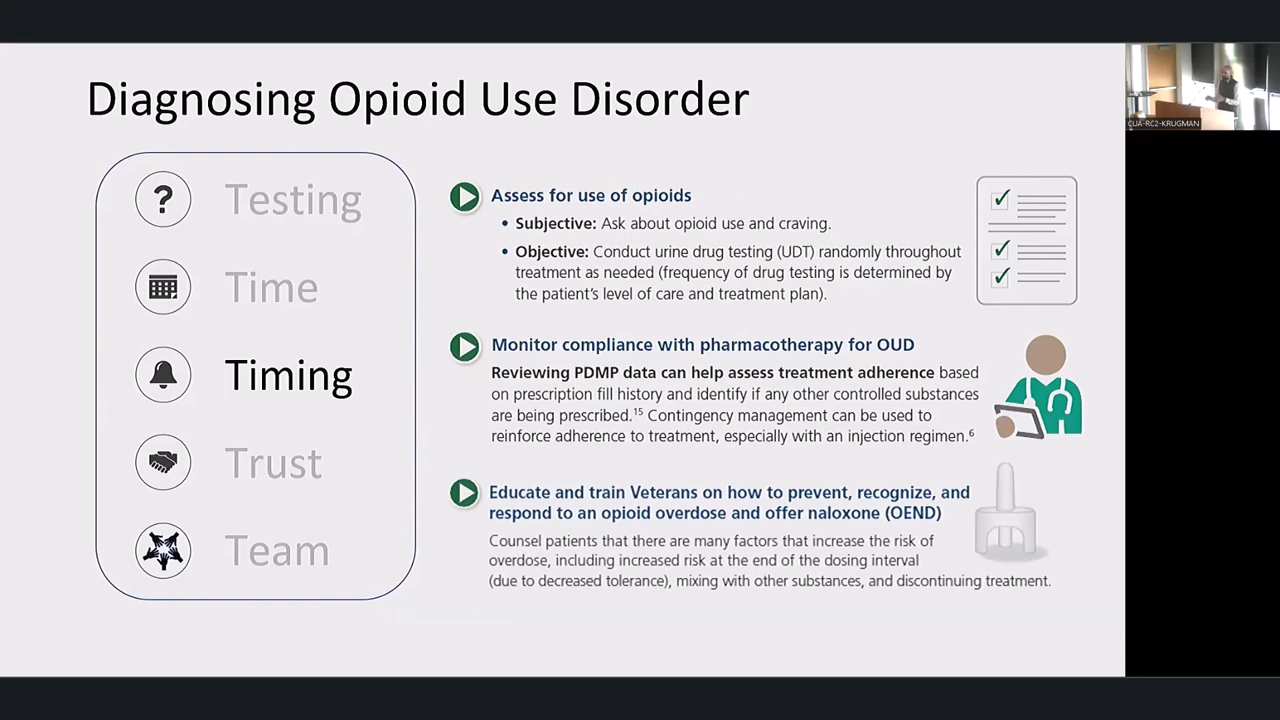 Diagnosing Opioid Use Disorder
?
Testing
Time
Timing
Trust
Team
Assess for use of opioids
• Subjective: Ask about opioid use and craving.
• Objective: Conduct urine drug testing (UDT) randomly throughout
treatment as needed (frequency of drug testing is determined by
the patient's level of care and treatment plan).
Monitor compliance with pharmacotherapy for OUD
Reviewing PDMP data can help assess treatment adherence based
on prescription fill history and identify if any other controlled substances
are being prescribed.15 Contingency management can be used to
reinforce adherence to treatment, especially with an injection regimen.6
Educate and train Veterans on how to prevent, recognize, and
respond to an opioid overdose and offer naloxone (OEND)
Counsel patients that there are many factors that increase the risk of
overdose, including increased risk at the end of the dosing interval
(due to decreased tolerance), mixing with other substances, and discontinuing treatment.
CUA-RC2-KRUGMAN